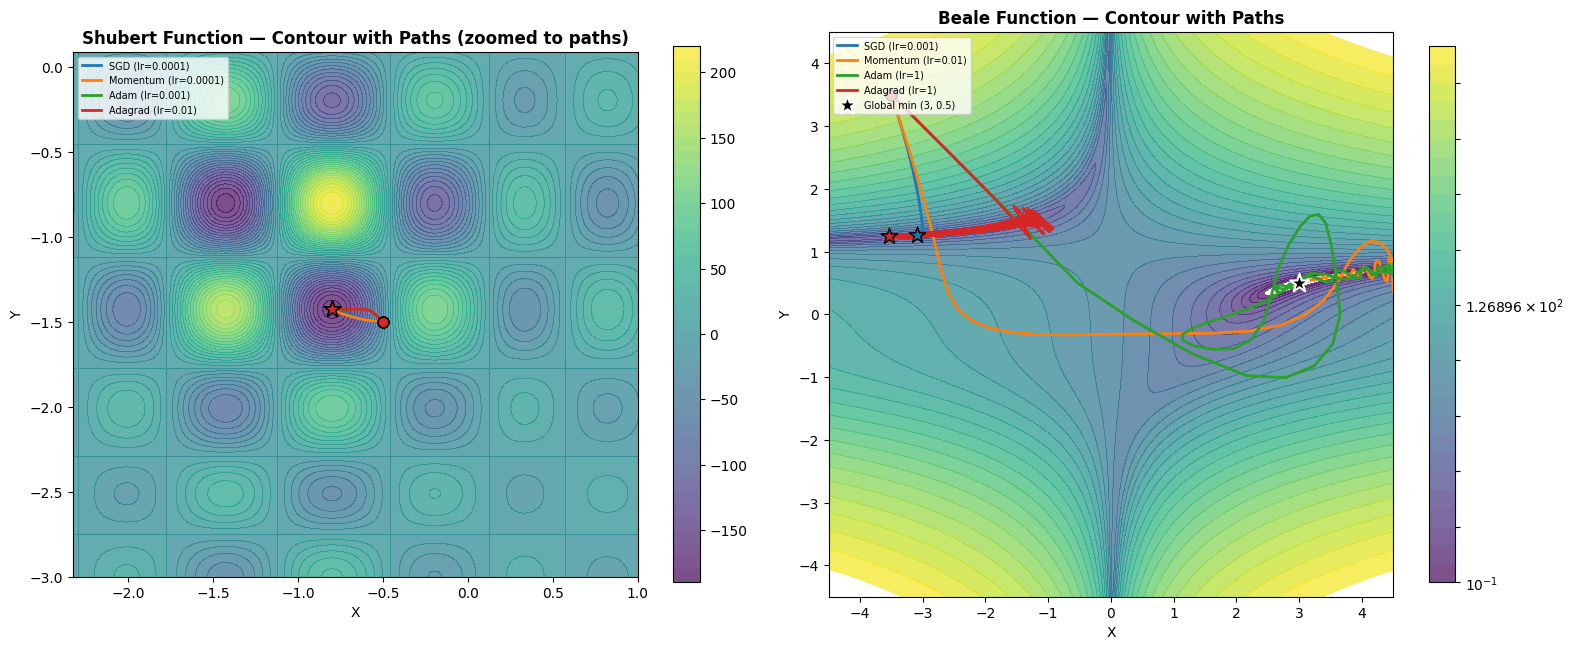 Shubert Function — Contour with Paths (zoomed to paths)
SGD (lr=0.0001)
Momentum (lr=0.0001)
Adam (lr=0.001)
Adagrad (lr=0.01)
0.0
−0.5
−1.0
−1.5
−2.0
−2.5
−3.0
Y
−2.0
−1.5
−1.0
−0.5
0.0
0.5
1.0
X
200
150
100
50
0
−50
−100
−150
Beale Function — Contour with Paths
SGD (lr=0.001)
Momentum (lr=0.01)
Adam (lr=1)
Adagrad (lr=1)
Global min (3, 0.5)
4
3
2
1
0
−1
−2
−3
−4
Y
−4
−3
−2
−1
0
1
2
3
4
X
1.26896 × 10²
10⁻¹